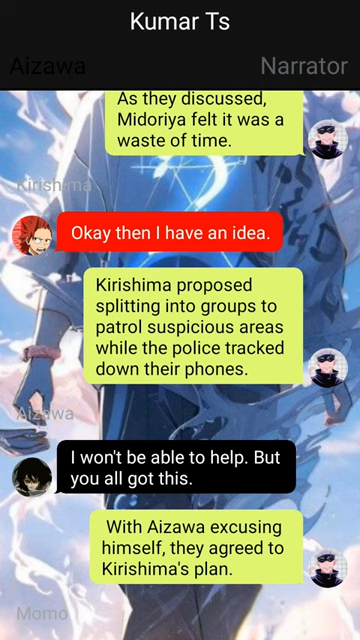 Kumar Ts
Aizawa
Narrator
As they discussed,
Midoriya felt it was a
waste of time.
Kirishima
Okay then I have an idea.
Kirishima proposed
splitting into groups to
patrol suspicious areas
while the police tracked
down their phones.
Aizawa
I won't be able to help. But
you all got this.
With Aizawa excusing
himself, they agreed to
Kirishima's plan.
Momo